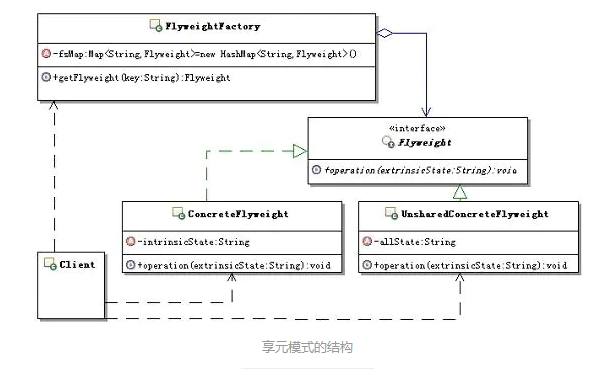 FlyweightFactory
-fsMap:Map<String,Flyweight>=new HashMap<String,Flyweight>()
+getFlyweight(key:String):Flyweight
«interface»
Flyweight
+operation(extrinsicState:String):void
ConcreteFlyweight
-intrinsicState:String
+operation(extrinsicState:String):void
UnsharedConcreteFlyweight
-allState:String
+operation(extrinsicState:String):void
Client
享元模式的结构